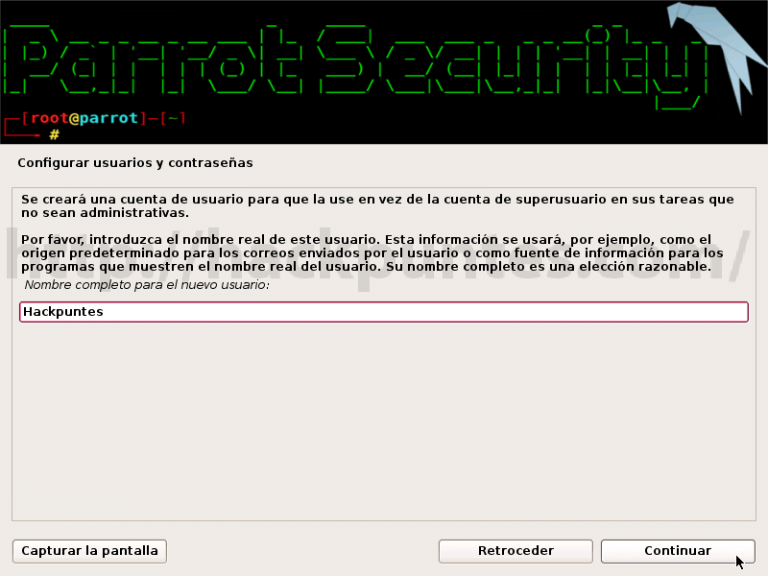 Parrot Security
[root@parrot]—[~]
#
Configurar usuarios y contraseñas
Se creará una cuenta de usuario para que la use en vez de la cuenta de superusuario en sus tareas que
no sean administrativas.
Por favor, introduzca el nombre real de este usuario. Esta información se usará, por ejemplo, como el
origen predeterminado para los correos enviados por el usuario o como fuente de información para los
programas que muestren el nombre real del usuario. Su nombre completo es una elección razonable.
http://hackpuntes.com/
Nombre completo para el nuevo usuario:
Hackpuntes
Capturar la pantalla
Retroceder
Continuar